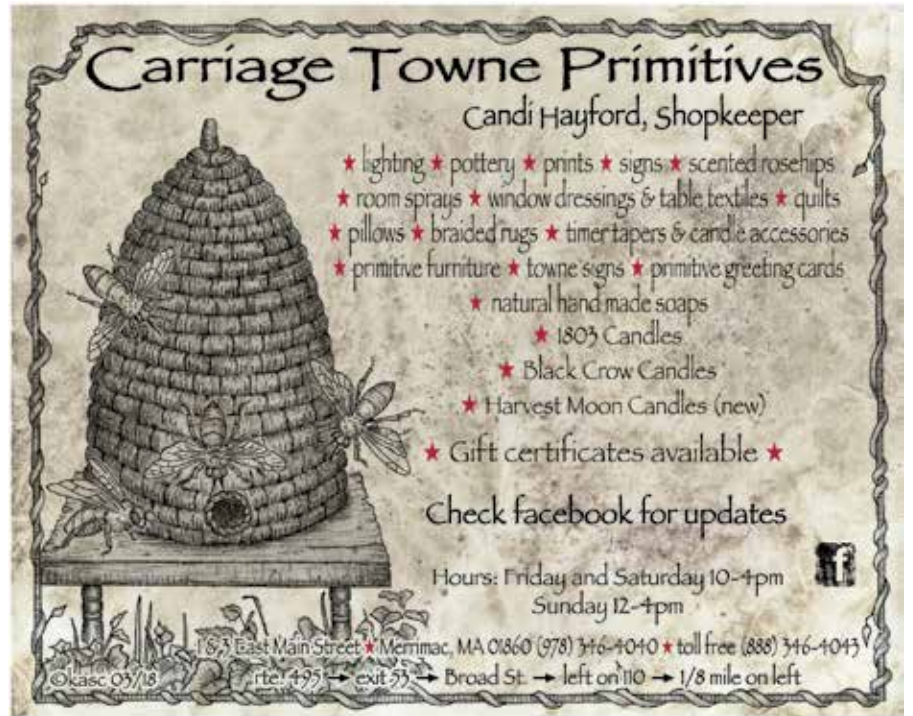 Carriage Towne Primitives
Candi Hayford, Shopkeeper
★ lighting ★ pottery ★ prints ★ signs ★ scented rosehips
★ room sprays ★ window dressings & table textiles ★ quilts
★ pillows ★ braided rugs ★ timer tapers & candle accessories
★ primitive furniture ★ towne signs ★ primitive greeting cards
★ natural hand made soaps
★ 1803 Candles
★ Black Crow Candles
★ Harvest Moon Candles (new)
★ Gift certificates available ★
Check facebook for updates
f
Hours: Friday and Saturday 10-4pm
Sunday 12-4pm
1 & 3 East Main Street ★ Merrimac, MA 01860 (978) 346-4040 ★ toll free (888) 346-4043
©kasc 03/18
rte. 495 → exit 53 → Broad St. → left on 110 → 1/8 mile on left